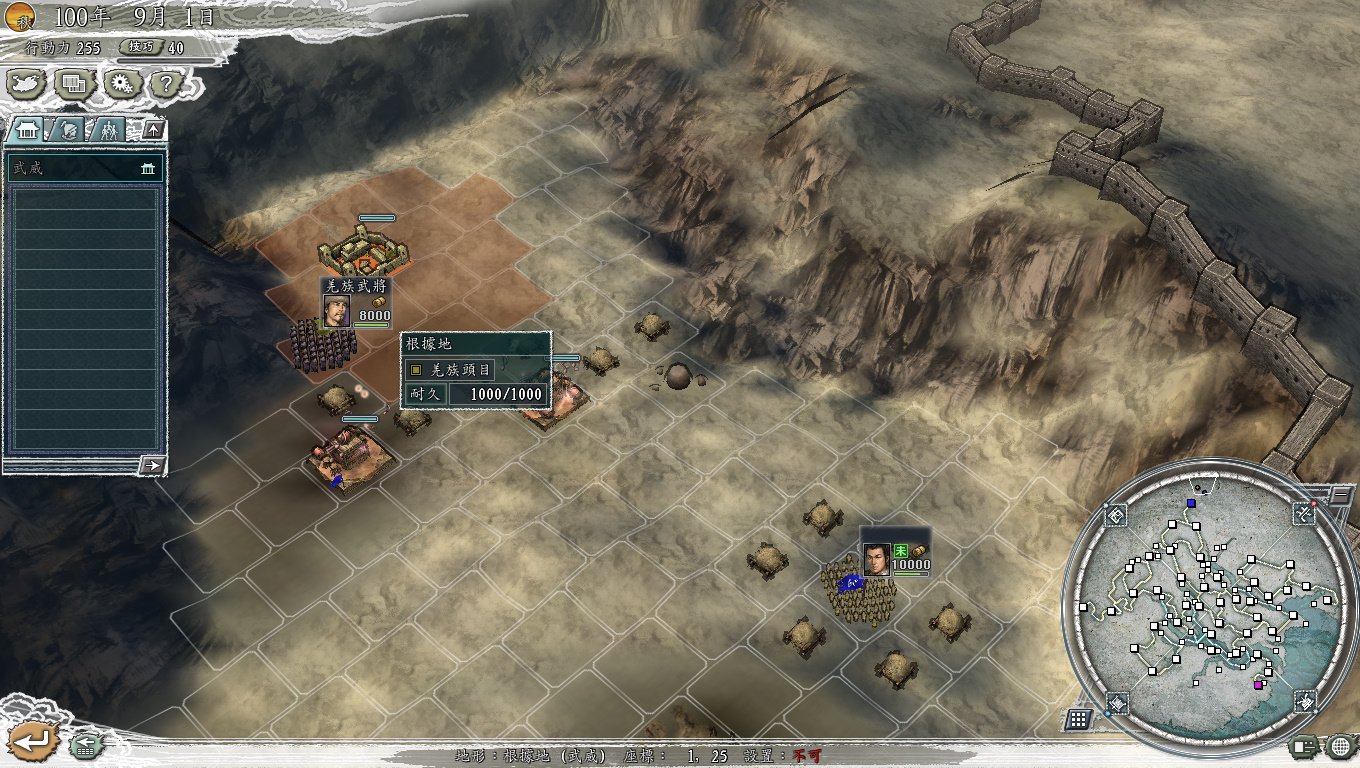 秋 100年 9月 1日
行動力 255 技巧 40
?
武威
羌族武將
8000
根據地
羌族頭目
耐久 1000/1000
未
10000
地形：根據地 (武威) 座標： 1, 25 設置：不可